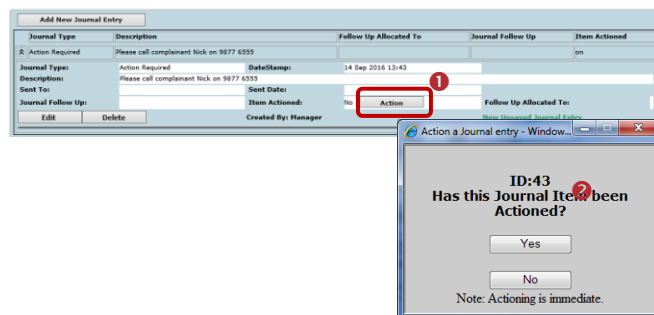 Add New Journal Entry
Journal Type Description Follow Up Allocated To Journal Follow Up Item Actioned
Action Required Please call complainant Nick on 9877 6555 on
Journal Type: Action Required DateStamp: 14 Sep 2016 13:43
Description: Please call complainant Nick on 9877 6555
Sent To: Sent Date:
Journal Follow Up: Item Actioned: No Action Follow Up Allocated To:
Edit Delete Created By: Manager New Unsaved Journal Entry
1
Action a Journal entry - Window...
ID:43
Has this Journal Item been
Actioned?
2
Yes
No
Note: Actioning is immediate.